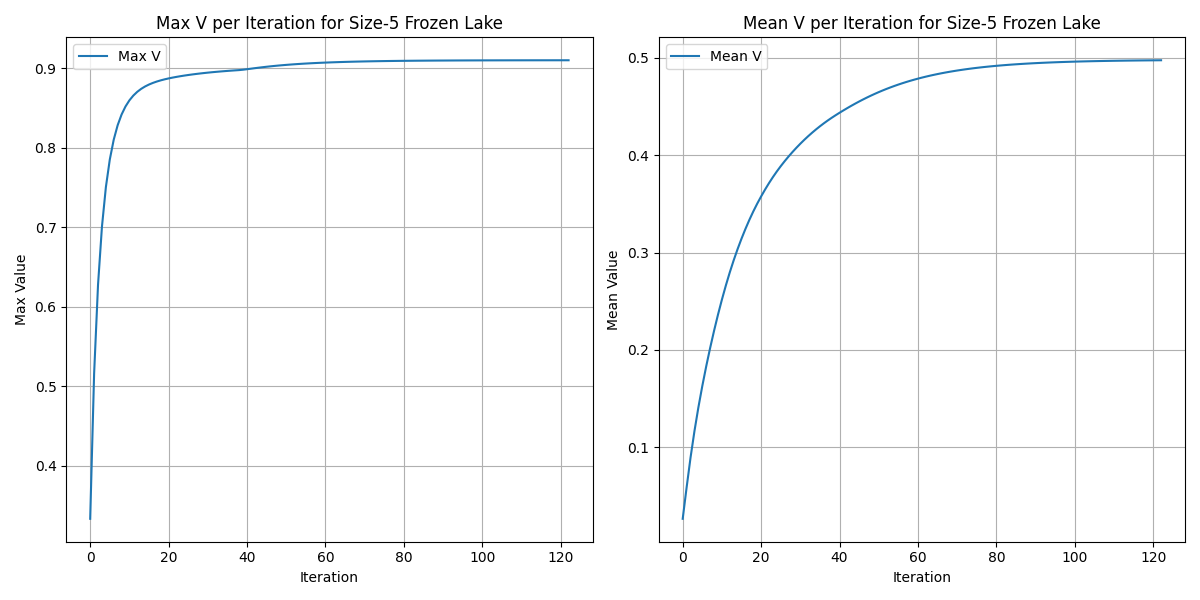 Max V per Iteration for Size-5 Frozen Lake
Max V
0.9
0.8
0.7
0.6
0.5
0.4
Max Value
0 20 40 60 80 100 120
Iteration
Mean V per Iteration for Size-5 Frozen Lake
Mean V
0.5
0.4
0.3
0.2
0.1
Mean Value
0 20 40 60 80 100 120
Iteration